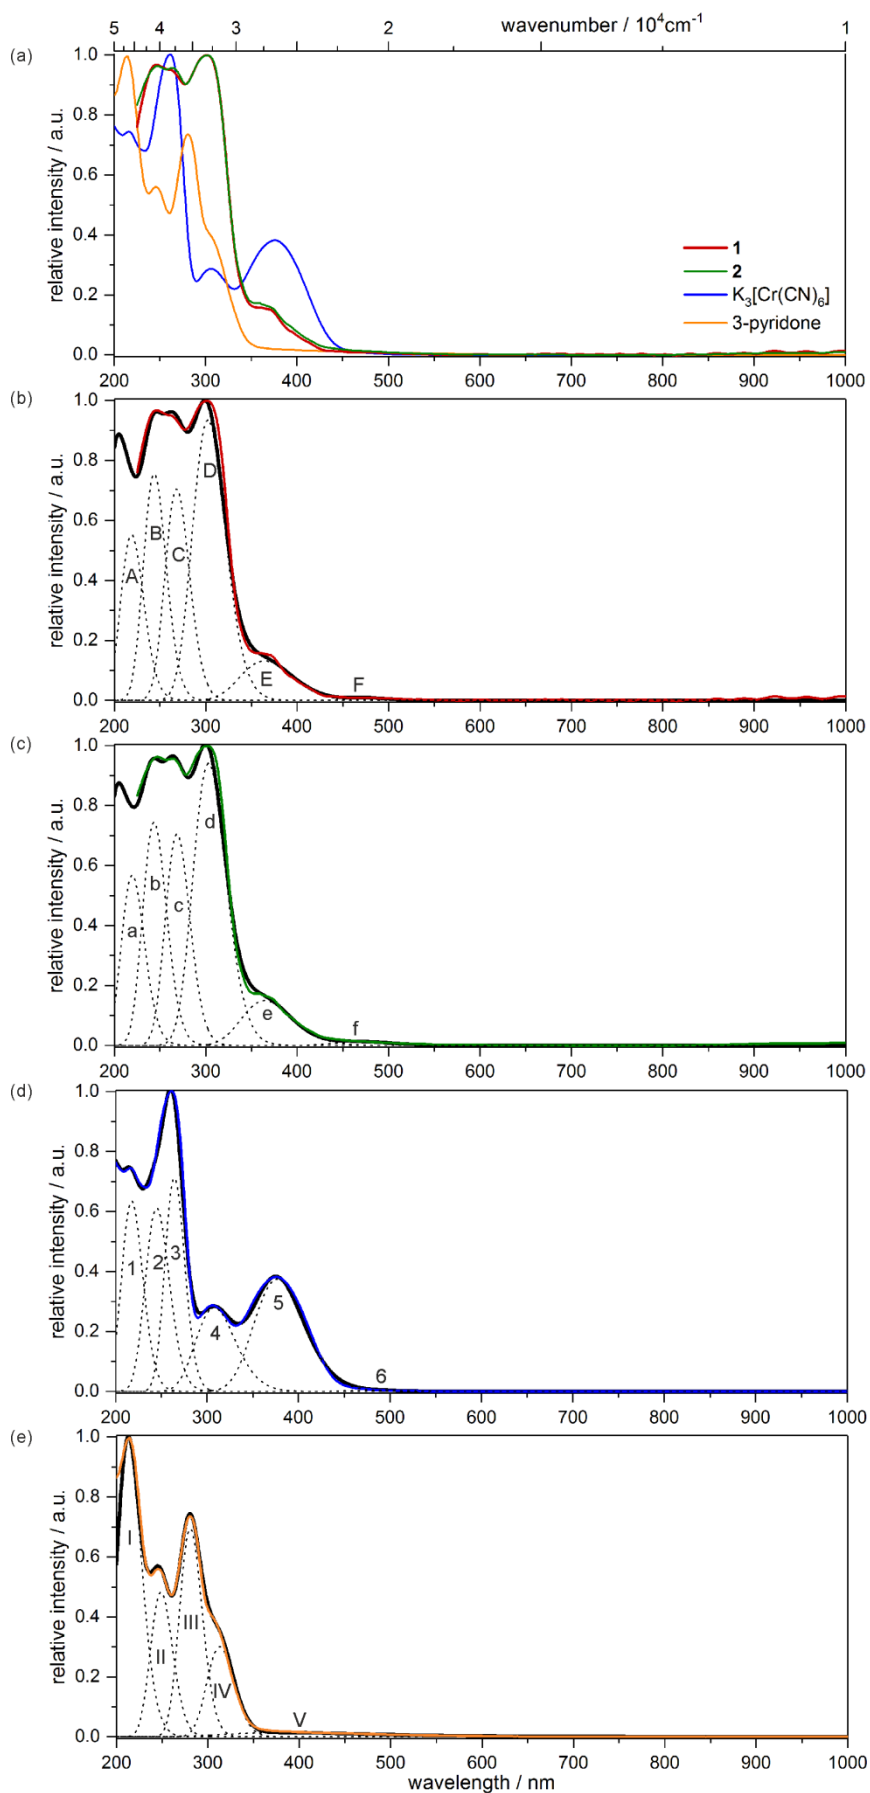 wavenumber / 10⁴cm⁻¹
5 4 3 2 1
(a)
relative intensity / a.u.
1.0
0.8
0.6
0.4
0.2
0.0
1
2
K₃[Cr(CN)₆]
3-pyridone
200 300 400 500 600 700 800 900 1000
(b)
relative intensity / a.u.
1.0
0.8
0.6
0.4
0.2
0.0
A B C D E F
200 300 400 500 600 700 800 900 1000
(c)
relative intensity / a.u.
1.0
0.8
0.6
0.4
0.2
0.0
a b c d e f
200 300 400 500 600 700 800 900 1000
(d)
relative intensity / a.u.
1.0
0.8
0.6
0.4
0.2
0.0
1 2 3 4 5 6
200 300 400 500 600 700 800 900 1000
(e)
relative intensity / a.u.
1.0
0.8
0.6
0.4
0.2
0.0
I II III IV V
200 300 400 500 600 700 800 900 1000
wavelength / nm